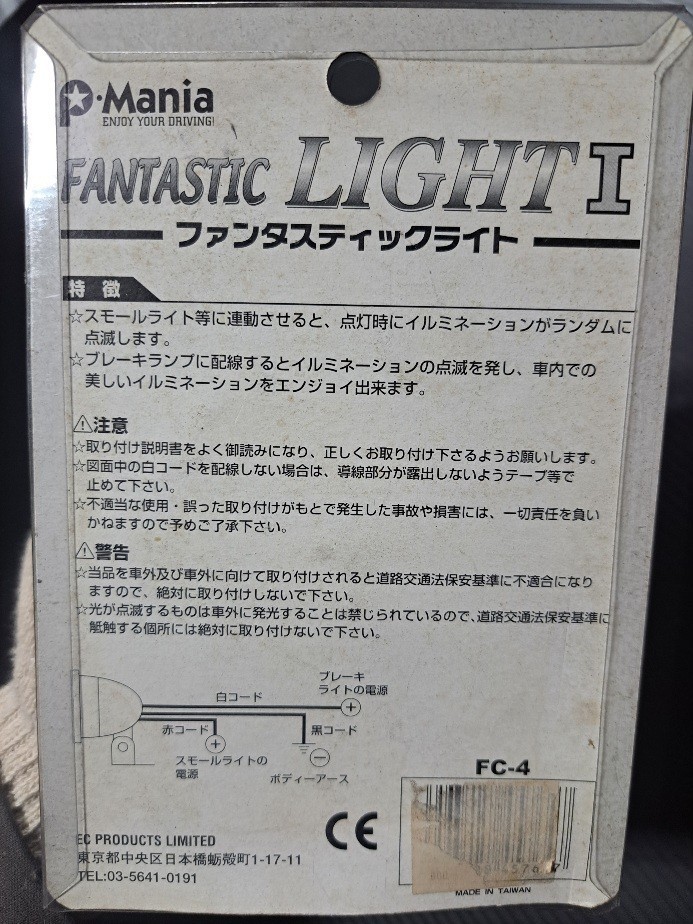 P·Mania
ENJOY YOUR DRIVING!
FANTASTIC LIGHT I
ファンタスティックライト
特徴
☆スモールライト等に連動させると、点灯時にイルミネーションがランダムに
点滅します。
☆ブレーキランプに配線するとイルミネーションの点滅を発し、車内での
美しいイルミネーションをエンジョイ出来ます。
⚠注意
☆取り付け説明書をよく御読みになり、正しくお取り付け下さるようお願いします。
☆図面中の白コードを配線しない場合は、導線部分が露出しないようテープ等で
止めて下さい。
☆不適当な使用・誤った取り付けがもとで発生した事故や損害には、一切責任を負い
かねますので予めご了承下さい。
⚠警告
☆当品を車外及び車外に向けて取り付けされると道路交通法保安基準に不適合になり
ますので、絶対に取り付けしないで下さい。
☆光が点滅するものは車外に発光することは禁じられているので、道路交通法保安基準に
触する個所には絶対に取り付けないで下さい。
ブレーキ
ライトの電源
白コード
⊕
赤コード
⊕
黒コード
⊖
スモールライトの
電源
ボディーアース
FC-4
CE
EC PRODUCTS LIMITED
東京都中央区日本橋蛎殻町1-17-11
TEL:03-5641-0191
MADE IN TAIWAN